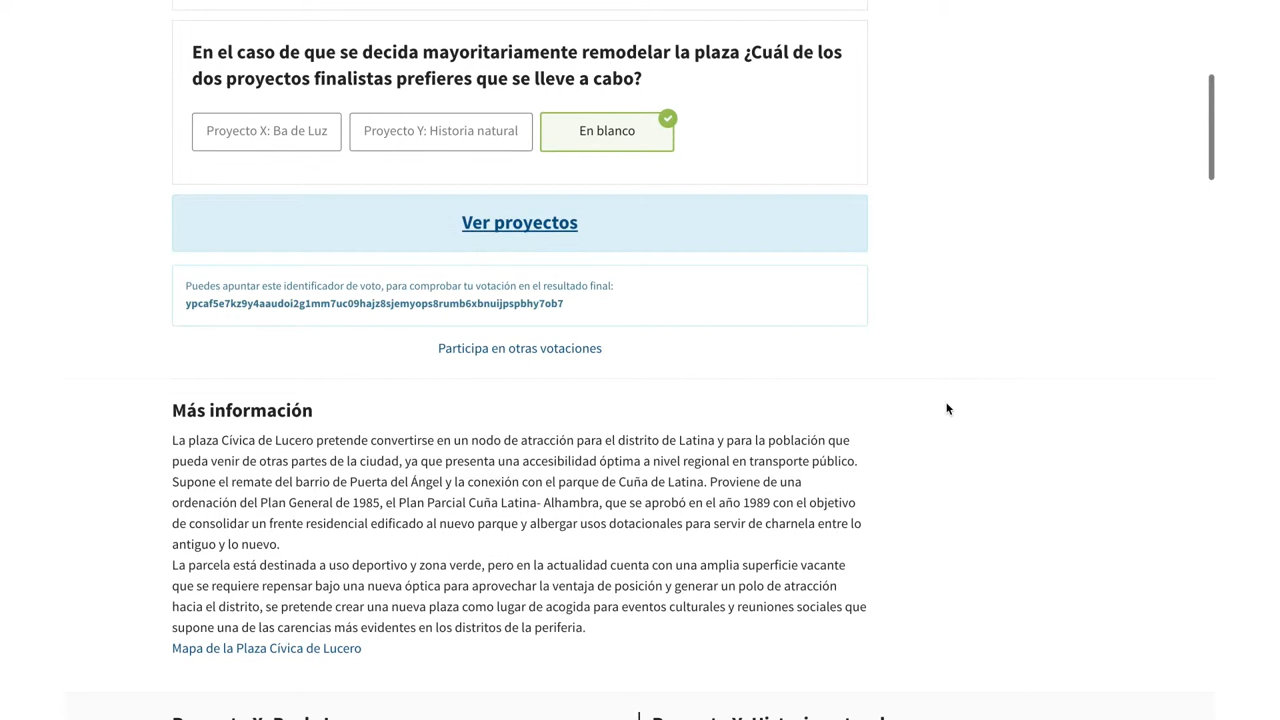 En el caso de que se decida mayoritariamente remodelar la plaza ¿Cuál de los
dos proyectos finalistas prefieres que se lleve a cabo?
Proyecto X: Ba de Luz
Proyecto Y: Historia natural
En blanco
Ver proyectos
Puedes apuntar este identificador de voto, para comprobar tu votación en el resultado final:
ypcaf5e7kz9y4aaudoi2g1mm7uc09hajz8sjemyops8rumb6xbnuijpspbhy7ob7
Participa en otras votaciones
Más información
La plaza Cívica de Lucero pretende convertirse en un nodo de atracción para el distrito de Latina y para la población que
pueda venir de otras partes de la ciudad, ya que presenta una accesibilidad óptima a nivel regional en transporte público.
Supone el remate del barrio de Puerta del Ángel y la conexión con el parque de Cuña de Latina. Proviene de una
ordenación del Plan General de 1985, el Plan Parcial Cuña Latina- Alhambra, que se aprobó en el año 1989 con el objetivo
de consolidar un frente residencial edificado al nuevo parque y albergar usos dotacionales para servir de charnela entre lo
antiguo y lo nuevo.
La parcela está destinada a uso deportivo y zona verde, pero en la actualidad cuenta con una amplia superficie vacante
que se requiere repensar bajo una nueva óptica para aprovechar la ventaja de posición y generar un polo de atracción
hacia el distrito, se pretende crear una nueva plaza como lugar de acogida para eventos culturales y reuniones sociales que
supone una de las carencias más evidentes en los distritos de la periferia.
Mapa de la Plaza Cívica de Lucero